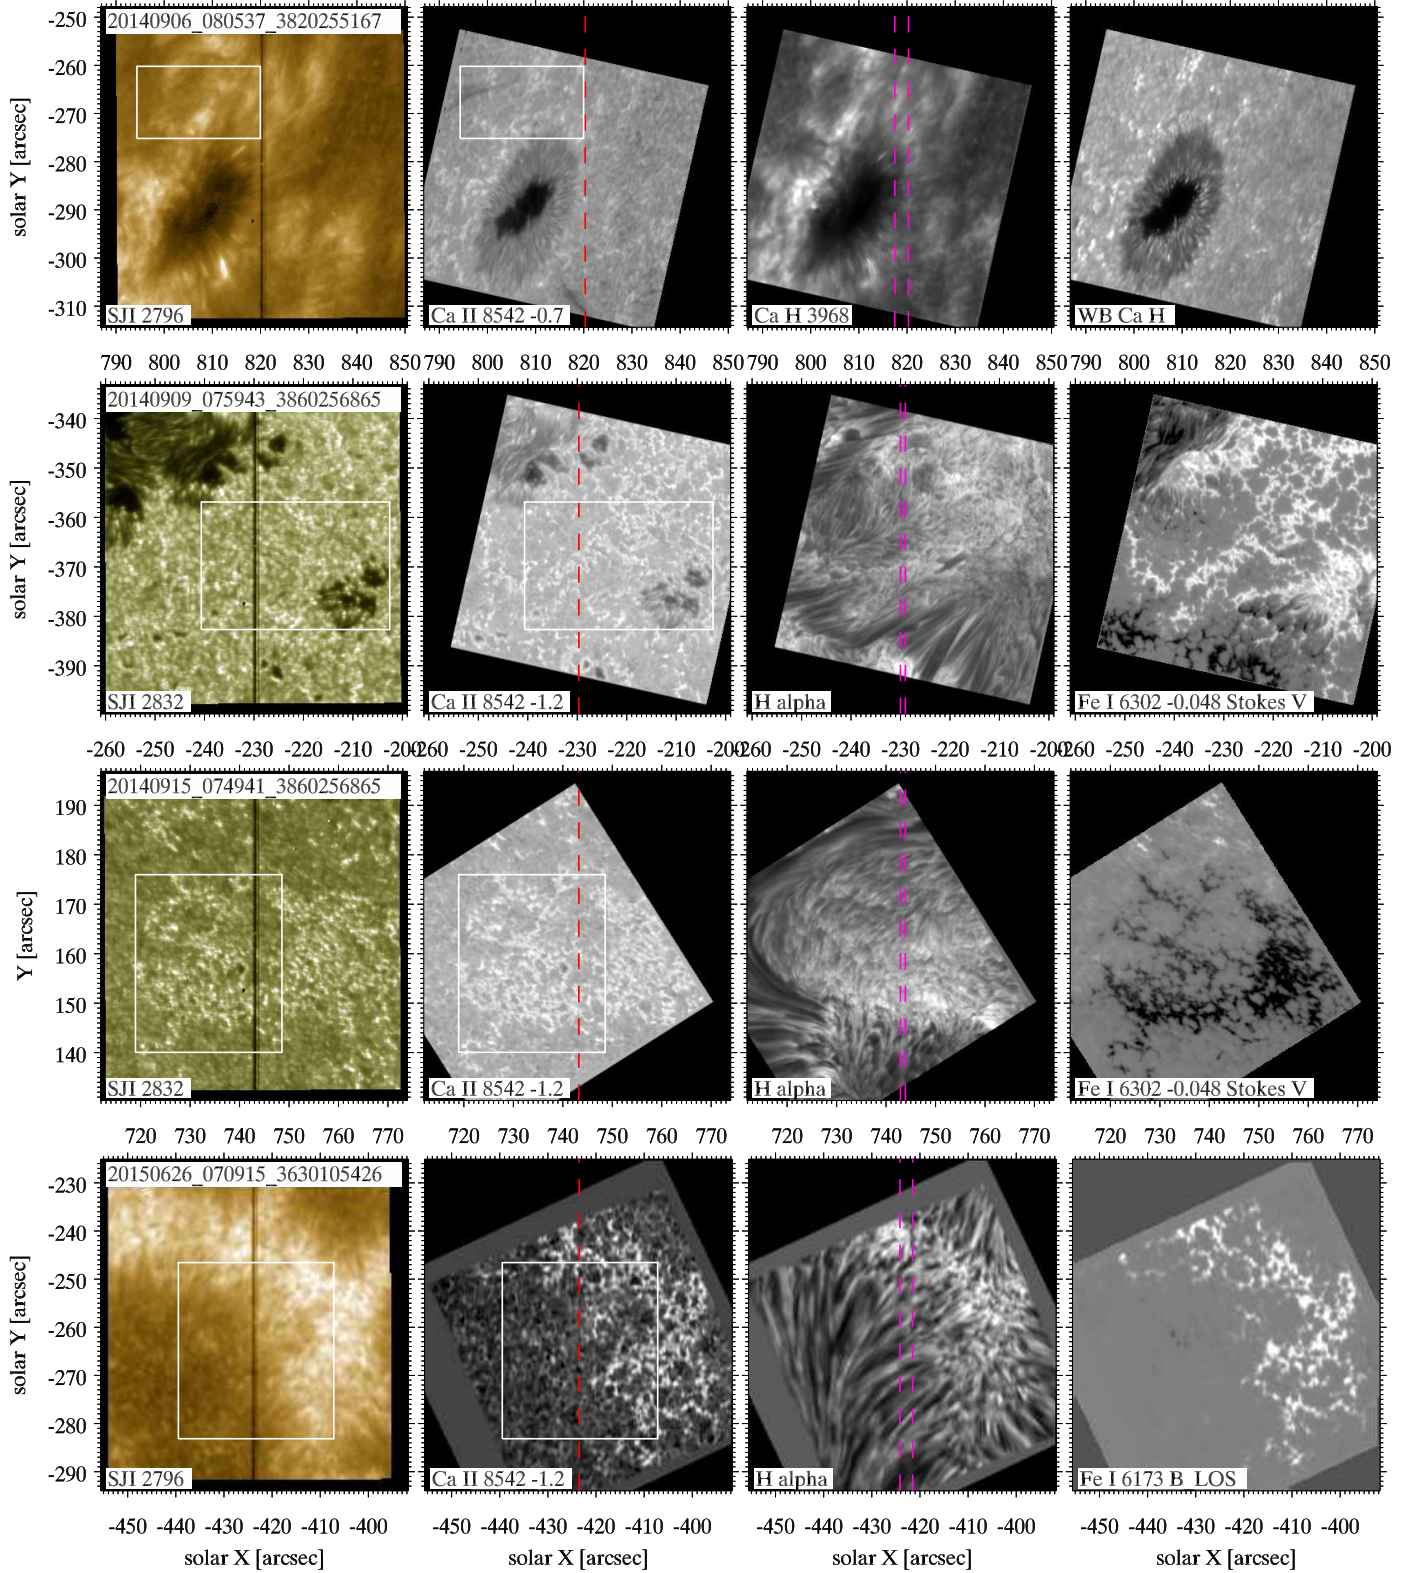 20140906_080537_3820255167
-250
-260
-270
-280
-290
-300
-310
solar Y [arcsec]
SJI 2796
Ca II 8542 -0.7
Ca H 3968
WB Ca H
790 800 810 820 830 840 850
790 800 810 820 830 840 850
790 800 810 820 830 840 850
790 800 810 820 830 840 850
20140909_075943_3860256865
-340
-350
-360
-370
-380
-390
solar Y [arcsec]
SJI 2832
Ca II 8542 -1.2
H alpha
Fe I 6302 -0.048 Stokes V
-260 -250 -240 -230 -220 -210 -200
-260 -250 -240 -230 -220 -210 -200
-260 -250 -240 -230 -220 -210 -200
-260 -250 -240 -230 -220 -210 -200
20140915_074941_3860256865
190
180
170
160
150
140
Y [arcsec]
SJI 2832
Ca II 8542 -1.2
H alpha
Fe I 6302 -0.048 Stokes V
720 730 740 750 760 770
720 730 740 750 760 770
720 730 740 750 760 770
720 730 740 750 760 770
20150626_070915_3630105426
-230
-240
-250
-260
-270
-280
-290
solar Y [arcsec]
SJI 2796
Ca II 8542 -1.2
H alpha
Fe I 6173 B LOS
-450 -440 -430 -420 -410 -400
-450 -440 -430 -420 -410 -400
-450 -440 -430 -420 -410 -400
-450 -440 -430 -420 -410 -400
solar X [arcsec]
solar X [arcsec]
solar X [arcsec]
solar X [arcsec]